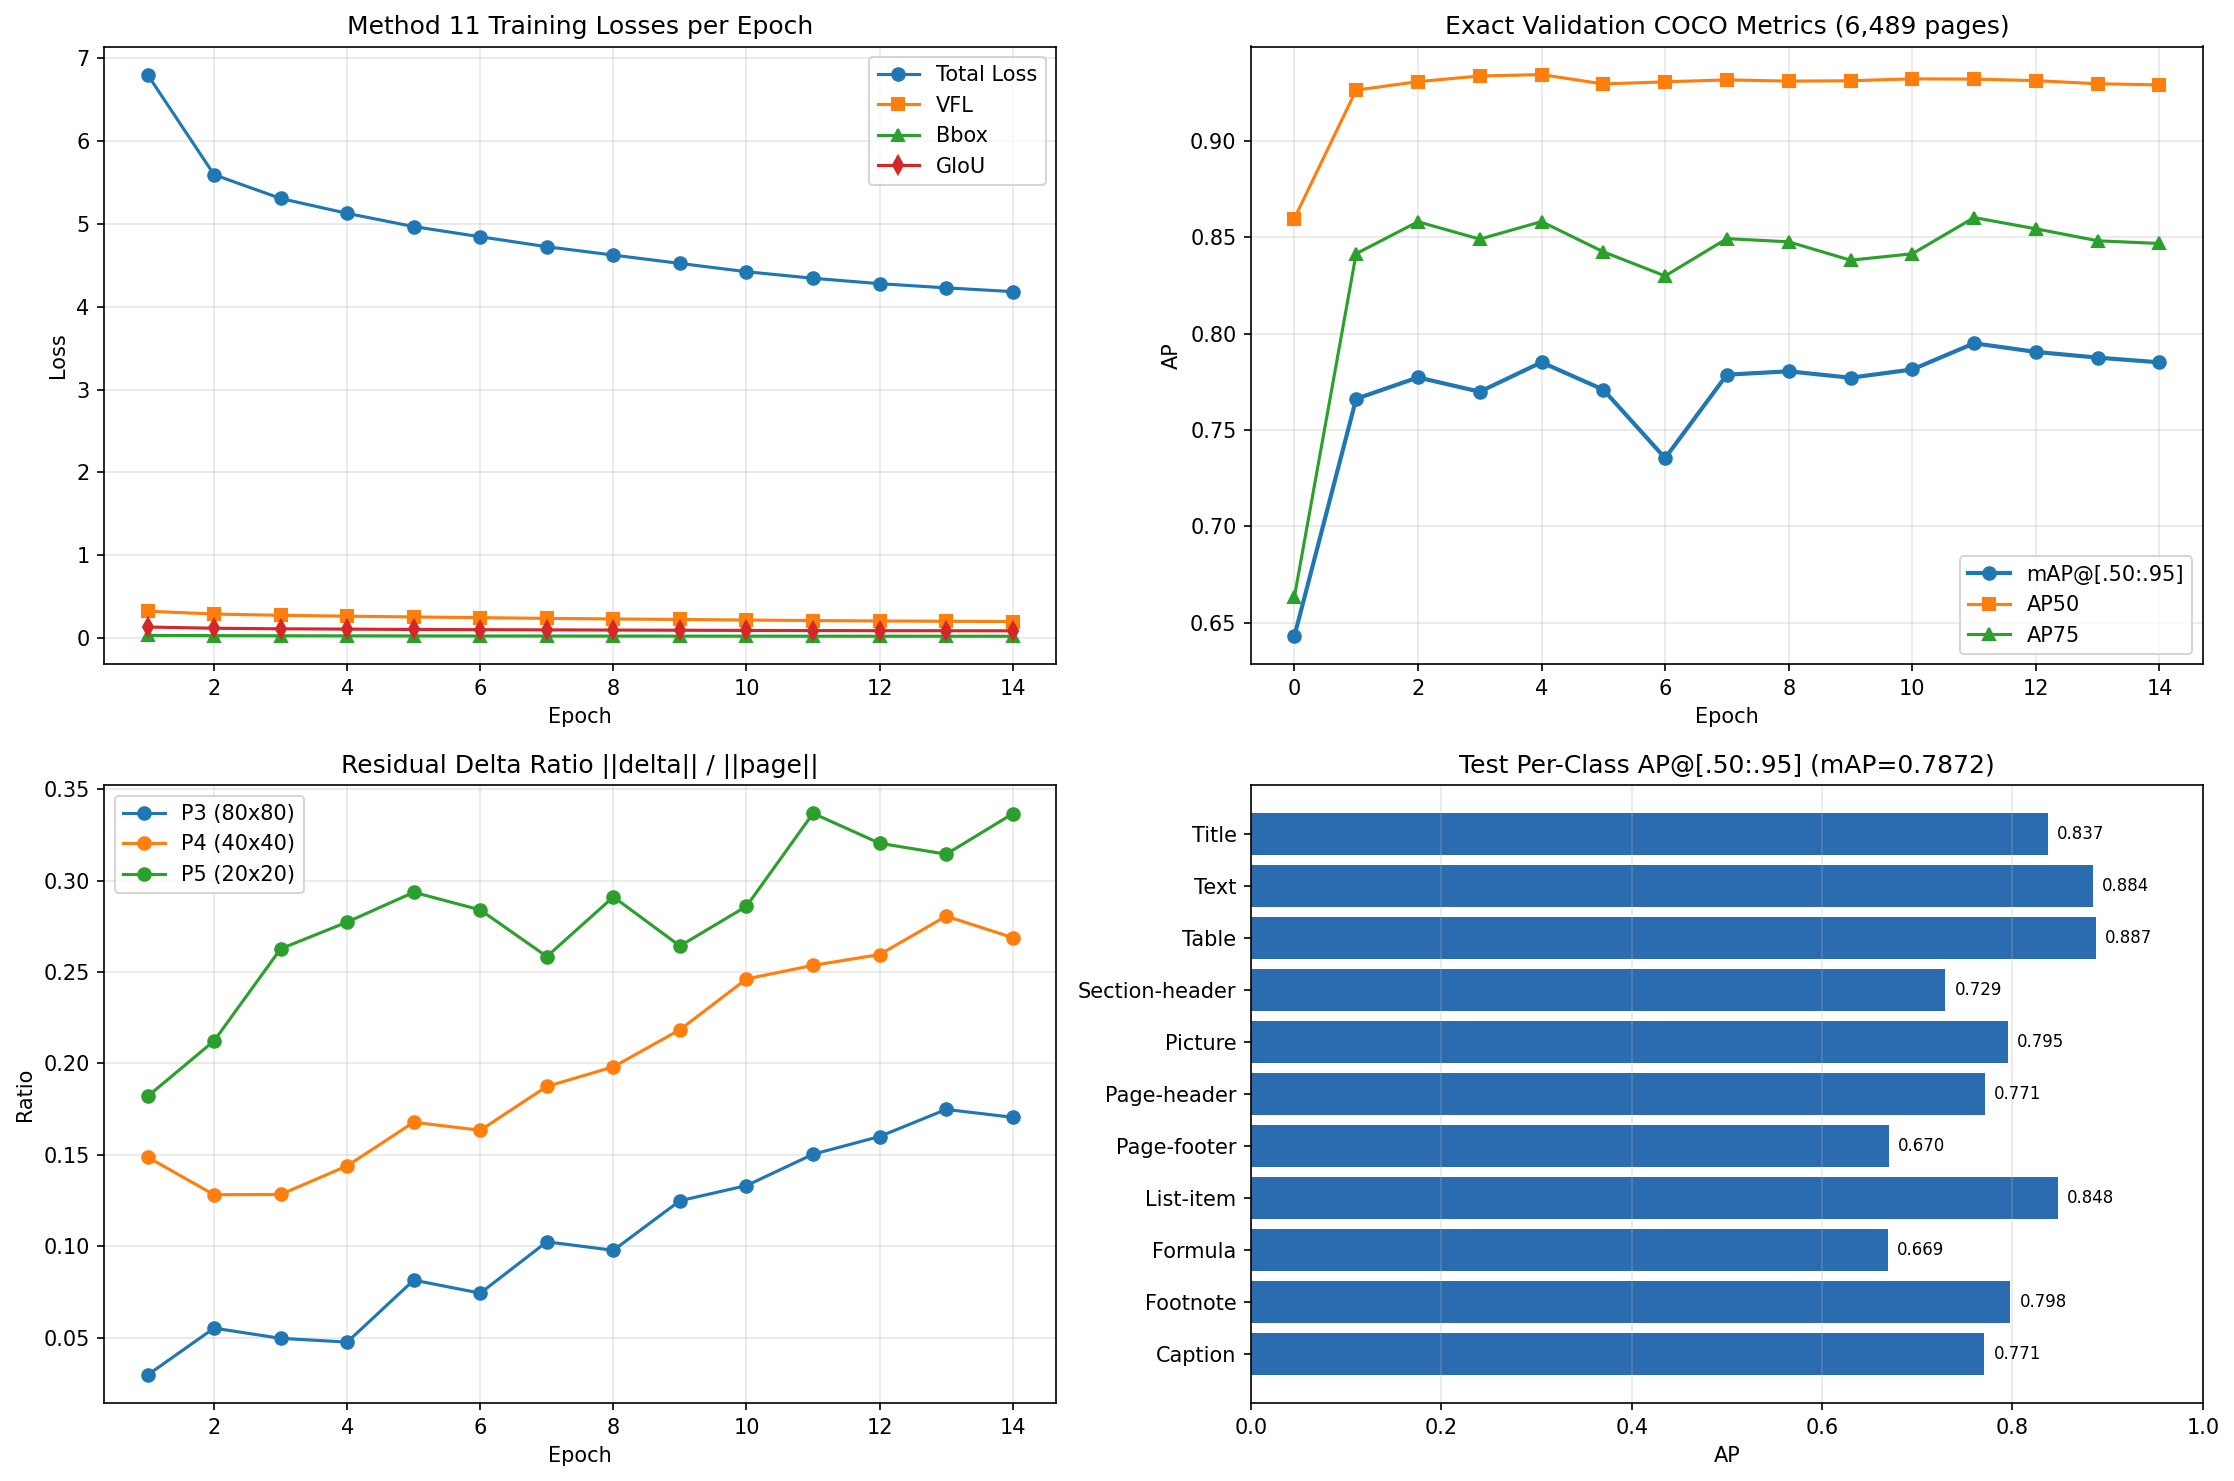 Method 11 Training Losses per Epoch
7
6
5
4
3
2
1
0
Loss
2 4 6 8 10 12 14
Epoch
Total Loss
VFL
Bbox
GIoU
Exact Validation COCO Metrics (6,489 pages)
0.90
0.85
0.80
0.75
0.70
0.65
AP
0 2 4 6 8 10 12 14
Epoch
mAP@[.50:.95]
AP50
AP75
Residual Delta Ratio ||delta|| / ||page||
0.35
0.30
0.25
0.20
0.15
0.10
0.05
Ratio
2 4 6 8 10 12 14
Epoch
P3 (80x80)
P4 (40x40)
P5 (20x20)
Test Per-Class AP@[.50:.95] (mAP=0.7872)
Title 0.837
Text 0.884
Table 0.887
Section-header 0.729
Picture 0.795
Page-header 0.771
Page-footer 0.670
List-item 0.848
Formula 0.669
Footnote 0.798
Caption 0.771
0.0 0.2 0.4 0.6 0.8 1.0
AP